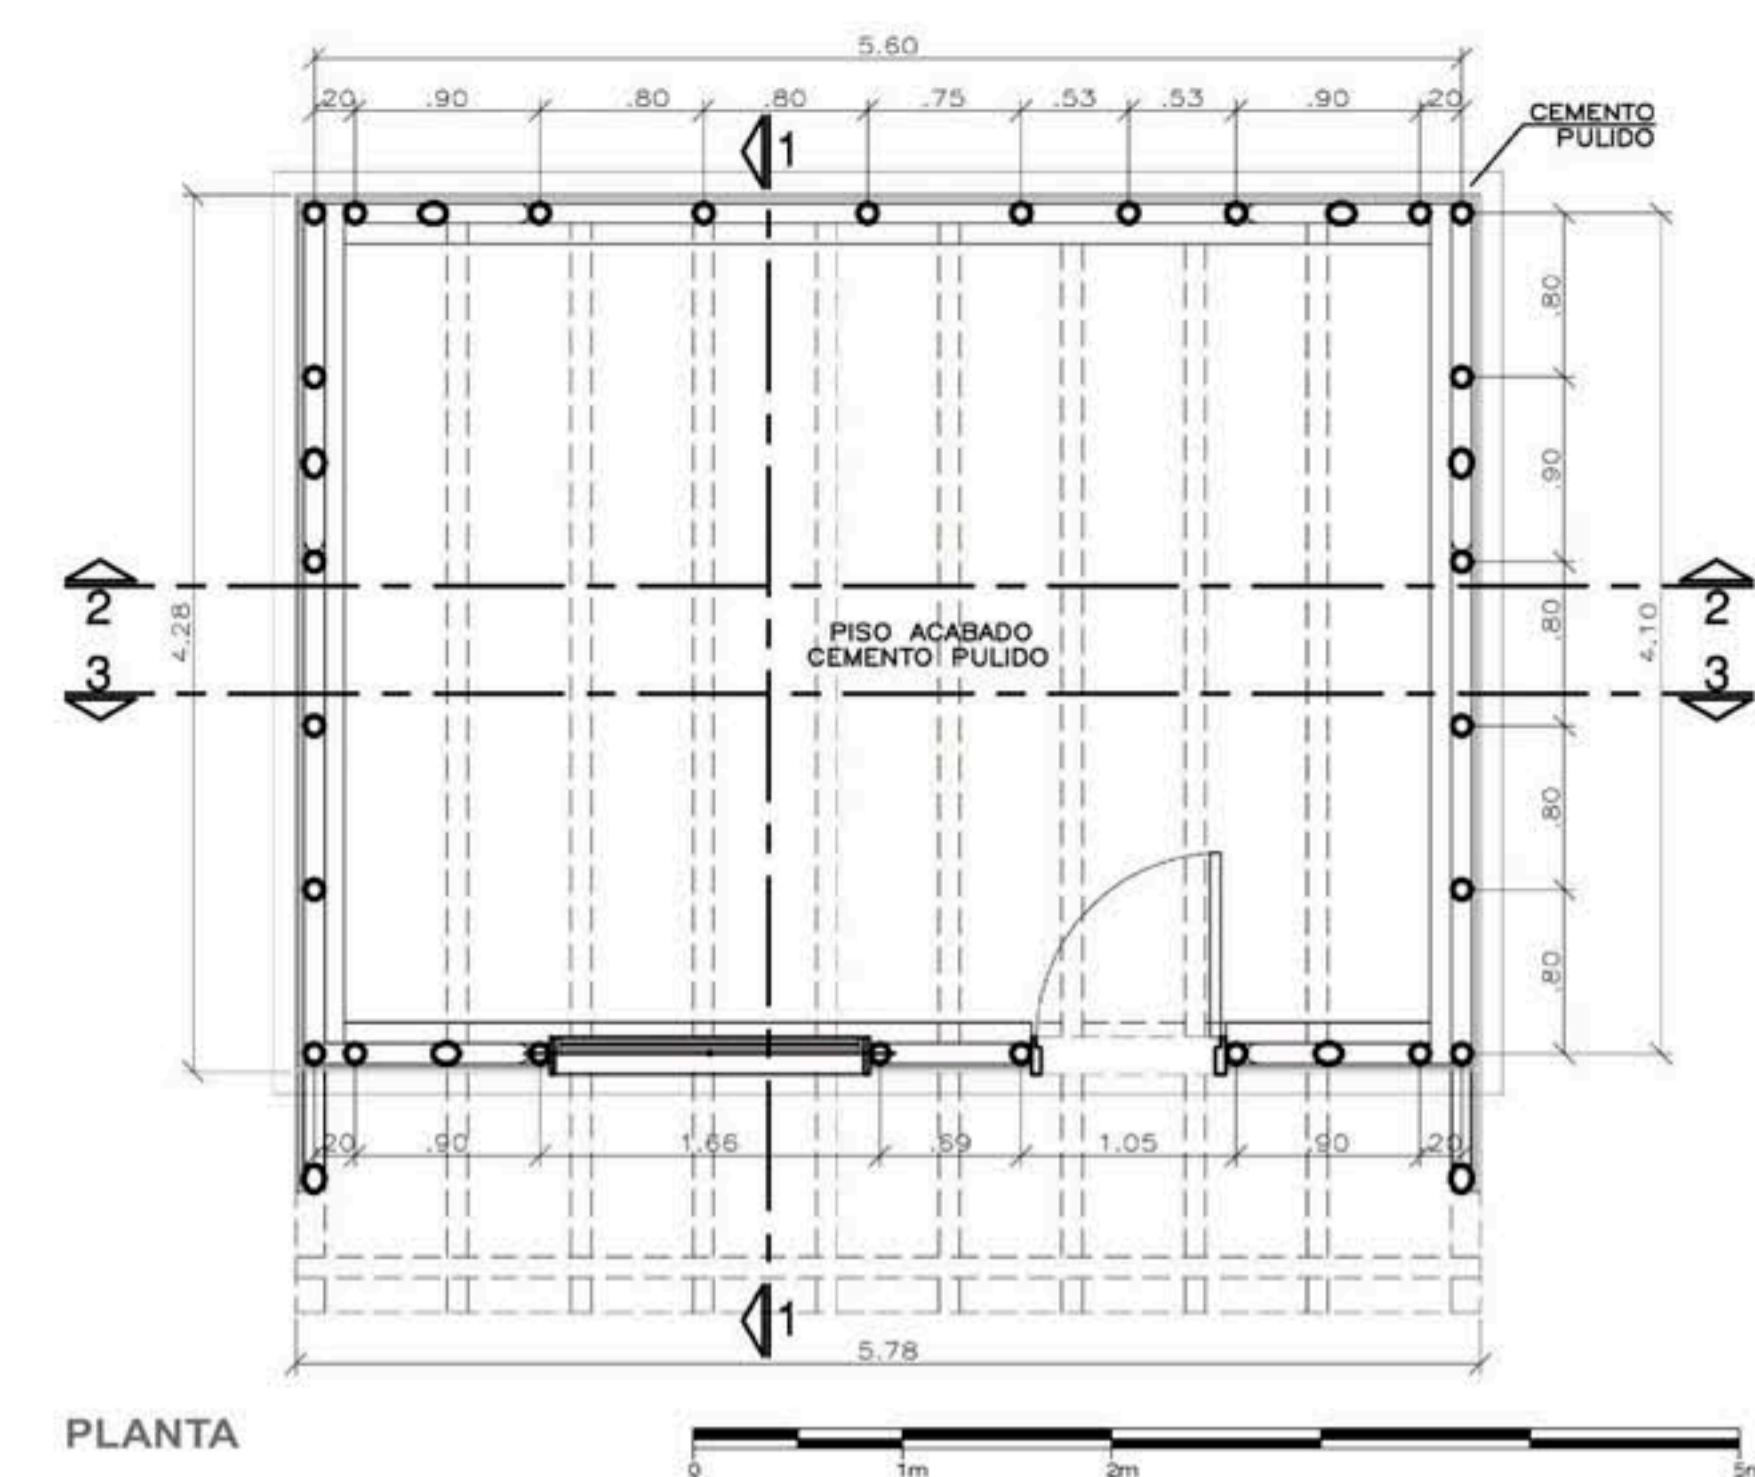 5.60
.20 .90 .80 .80 .75 .53 .53 .90 .20
CEMENTO
PULIDO
1
.80
.90
2
.80
2
4.28
4.10
PISO ACABADO
CEMENTO PULIDO
3
3
.80
.80
.20 .90 1.66 .69 1.05 .90 .20
1
5.78
PLANTA
0 1m 2m